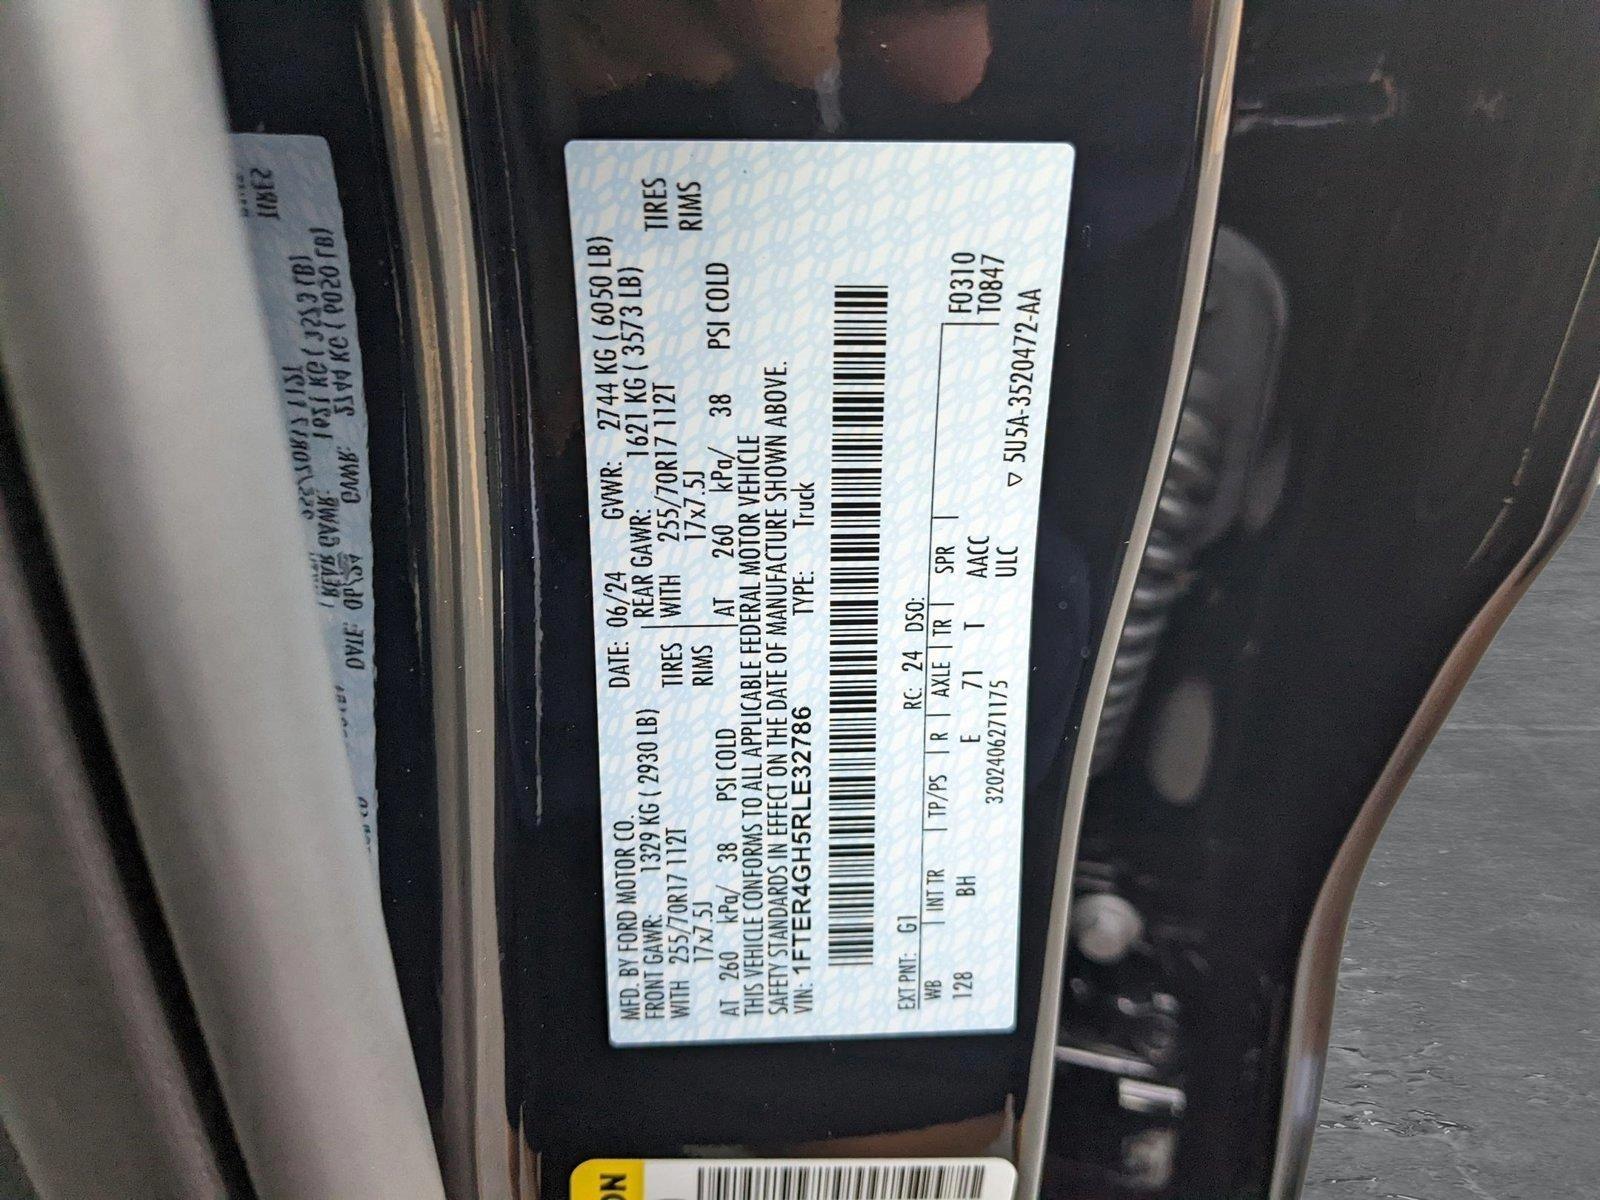 MFD. BY FORD MOTOR CO.
DATE: 06/24 GVWR: 2744 KG ( 6050 LB)
FRONT GAWR: 1329 KG ( 2930 LB)
REAR GAWR: 1621 KG ( 3573 LB)
WITH 255/70R17 112T TIRES
WITH 255/70R17 112T TIRES
17x7.5J RIMS
17x7.5J RIMS
AT 260 kPa/ 38 PSI COLD
AT 260 kPa/ 38 PSI COLD
THIS VEHICLE CONFORMS TO ALL APPLICABLE FEDERAL MOTOR VEHICLE
SAFETY STANDARDS IN EFFECT ON THE DATE OF MANUFACTURE SHOWN ABOVE.
VIN: 1FTER4GH5RLE32786 TYPE: Truck
EXT PNT: G1 RC: 24 DSO: F0310
WB INT TR TP/PS R AXLE TR SPR T0847
128 BH E 71 T AACC
3202406271175 ULC ▽ 5U5A-3520472-AA
ON